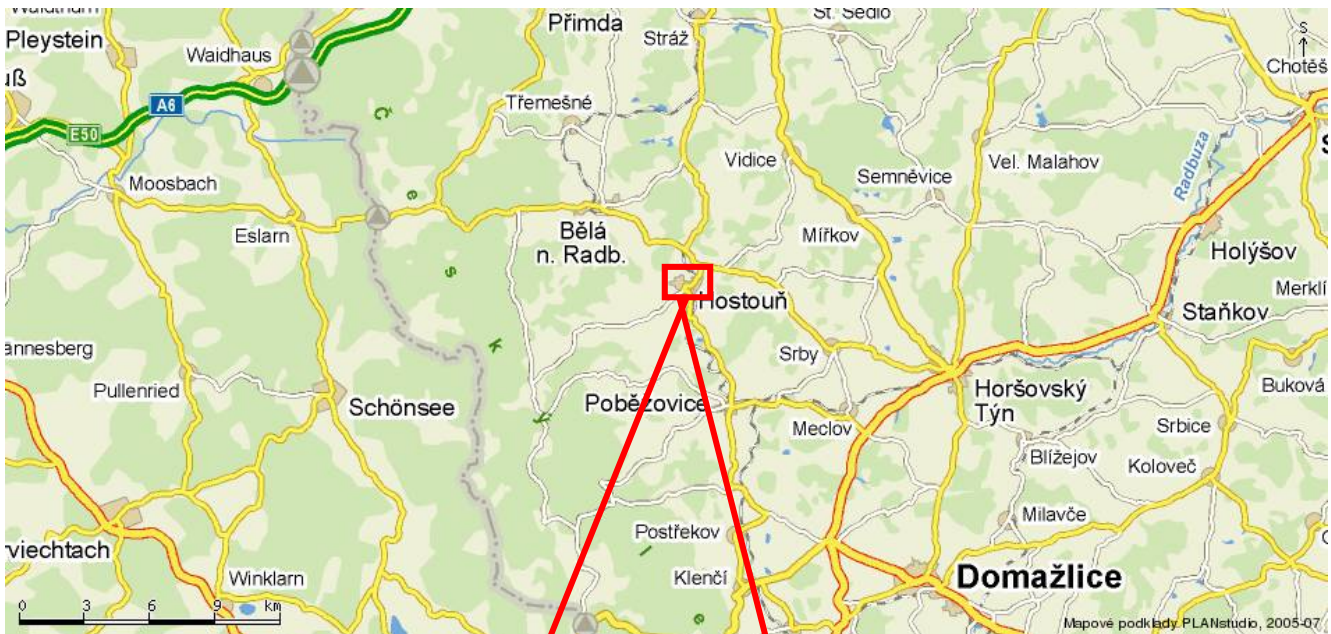 Přimda
St. Sedlo
Pleystein
Stráž
S
Waidhaus
Chotěš
A6
Třemešné
E50
Č
Radbuza
Vidice
Vel. Malahov
Semněvice
Moosbach
e
s
Eslarn
Bělá
n. Radb.
Mířkov
Holýšov
Merklí
Hostouň
Staňkov
k
annesberg
Srby
Pullenried
Horšovský
Týn
Buková
Schönsee
Poběžovice
ý
Meclov
Srbice
Blížejov
Koloveč
Milavče
Postřekov
rviechtach
l
Winklarn
Klenčí
Domažlice
e
0 3 6 9 km
Mapové podklady PLANstudio, 2005-07